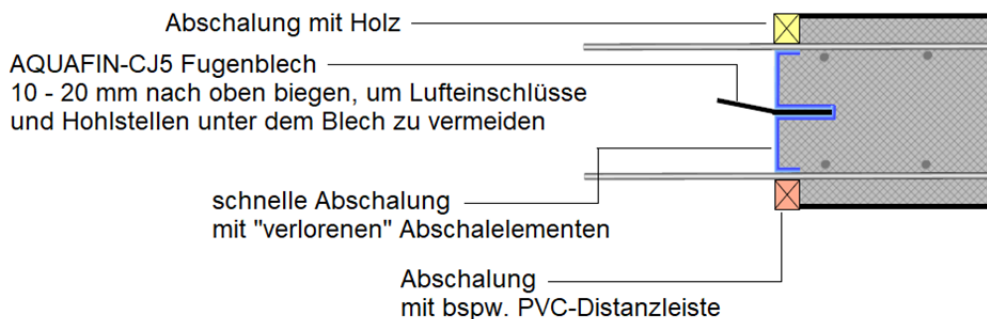 Abschalung mit Holz
AQUAFIN-CJ5 Fugenblech
10 - 20 mm nach oben biegen, um Lufteinschlüsse
und Hohlstellen unter dem Blech zu vermeiden
schnelle Abschalung
mit "verlorenen" Abschalelementen
Abschalung
mit bspw. PVC-Distanzleiste